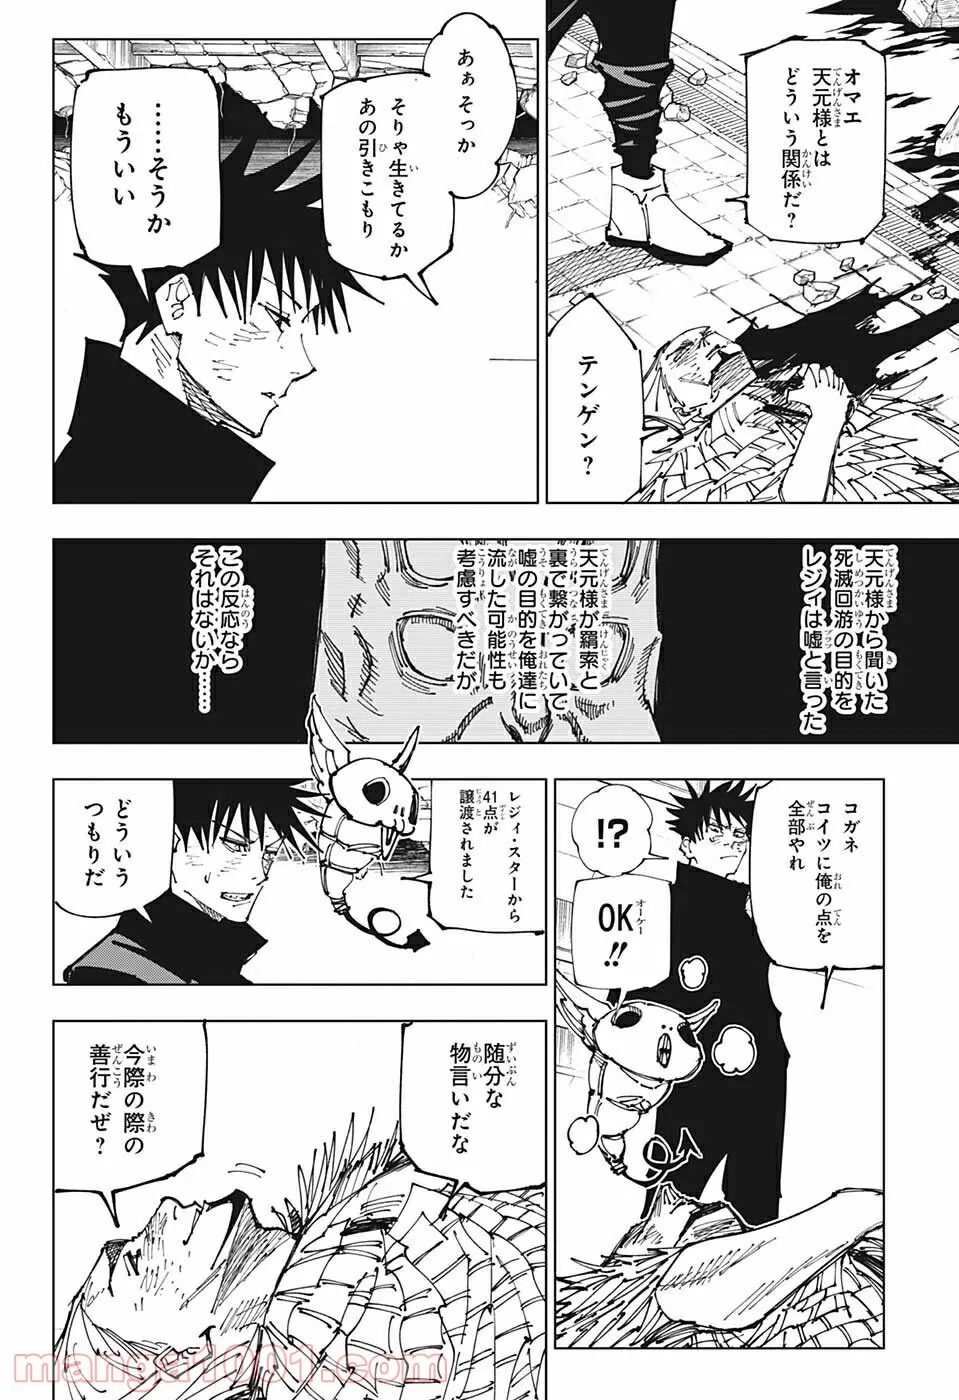 オマエ
天元様とは
どういう
関係だ?
テンゲン?
あぁそっか
そりゃ生きてるか
あの引きこもり
……そうか
もういい
天元様から聞いた
死滅回游の目的を
レジィは嘘と言った
天元様が羂索と
裏で繋がっていて
嘘の目的を俺達に
流した可能性も
考慮すべきだが
この反応なら
それはないか……
コガネ
コイツに俺の点を
全部やれ
!?
OK
!!
レジィ・スターから
41点が
譲渡されました
どういう
つもりだ
随分な
物言いだな
今際の際の
善行だぜ?
manga1001.com